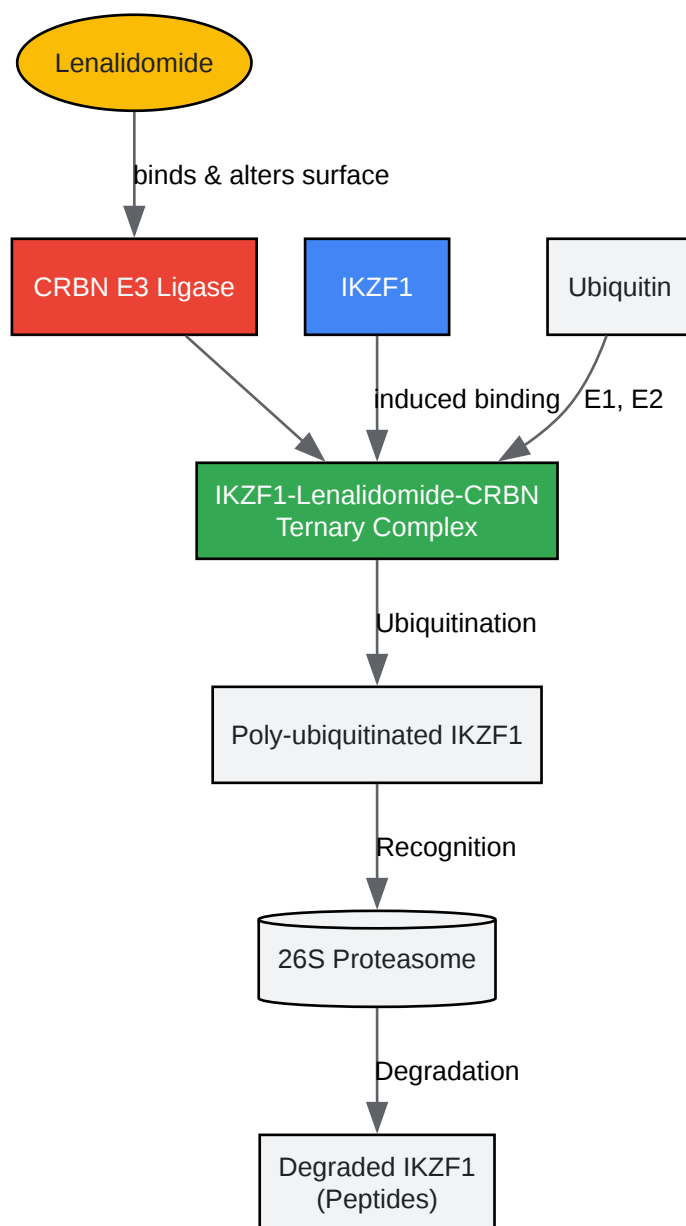 Lenalidomide
binds & alters surface
CRBN E3 Ligase
IKZF1
Ubiquitin
induced binding
E1, E2
IKZF1-Lenalidomide-CRBN
Ternary Complex
Ubiquitination
Poly-ubiquitinated IKZF1
Recognition
26S Proteasome
Degradation
Degraded IKZF1
(Peptides)